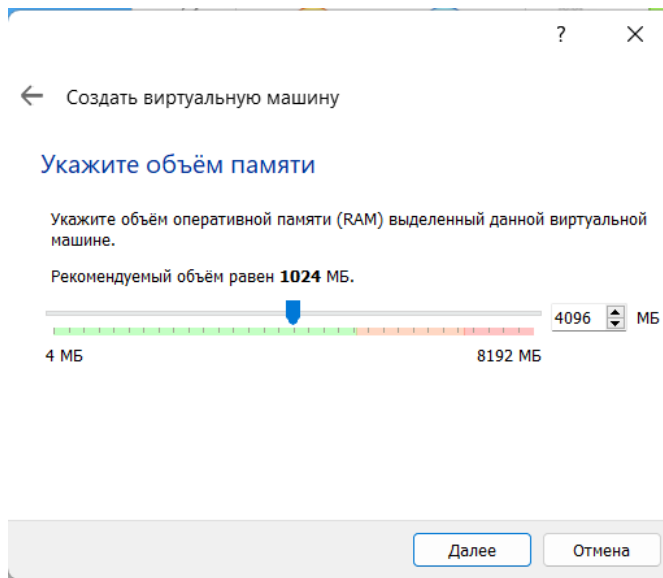 ?
Создать виртуальную машину
Укажите объём памяти
Укажите объём оперативной памяти (RAM) выделенный данной виртуальной
машине.
Рекомендуемый объём равен 1024 МБ.
4096 МБ
4 МБ 8192 МБ
Далее Отмена